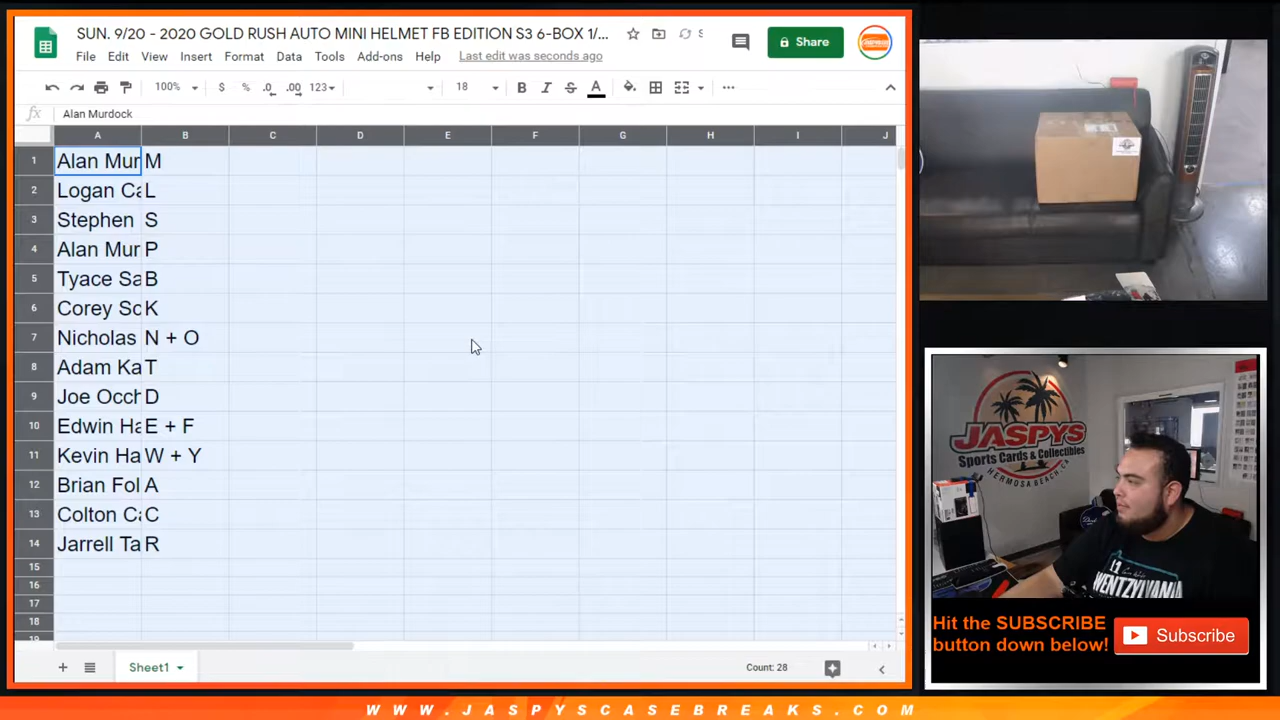 SUN. 9/20 - 2020 GOLD RUSH AUTO MINI HELMET FB EDITION S3 6-BOX 1/...
File Edit View Insert Format Data Tools Add-ons Help Last edit was seconds ago
Share
100% $ % .0 .00 123 18 B I S A
fx Alan Murdock
A B C D E F G H I J
1 Alan Mur M
2 Logan Ca L
3 Stephen S
4 Alan Mur P
5 Tyace Sa B
6 Corey Sc K
7 Nicholas N + O
8 Adam Ka T
9 Joe Occh D
10 Edwin Ha E + F
11 Kevin Ha W + Y
12 Brian Fol A
13 Colton Ca C
14 Jarrell Ta R
15
16
17
18
19
Sheet1
Count: 28
JASPYS
Sports Cards & Collectibles
HERMOSA BEACH, CA
11
WENTZYLVANIA
Hit the SUBSCRIBE
button down below!
Subscribe
WWW.JASPYSCASEBREAKS.COM